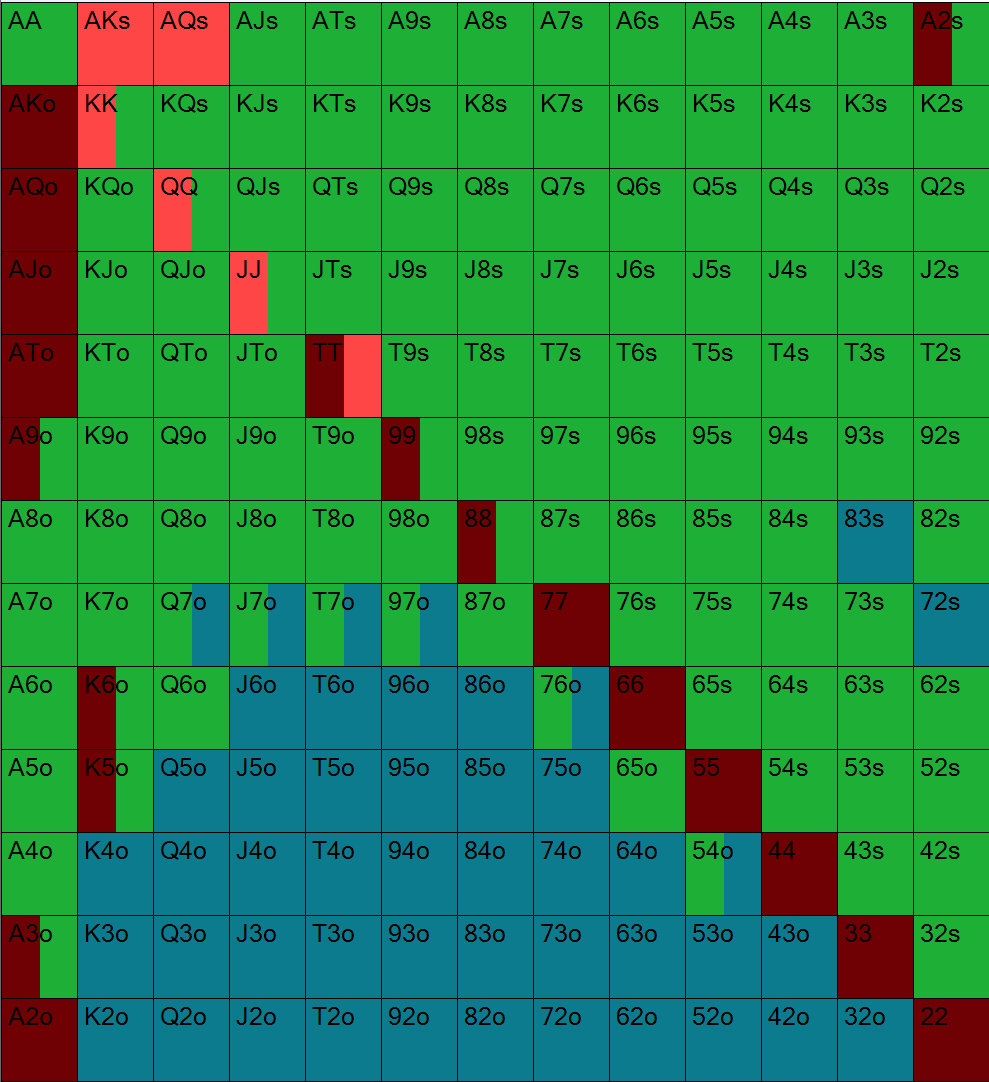 AA AKs AQs AJs ATs A9s A8s A7s A6s A5s A4s A3s A2s
AKo KK KQs KJs KTs K9s K8s K7s K6s K5s K4s K3s K2s
AQo KQo QQ QJs QTs Q9s Q8s Q7s Q6s Q5s Q4s Q3s Q2s
AJo KJo QJo JJ JTs J9s J8s J7s J6s J5s J4s J3s J2s
ATo KTo QTo JTo TT T9s T8s T7s T6s T5s T4s T3s T2s
A9o K9o Q9o J9o T9o 99 98s 97s 96s 95s 94s 93s 92s
A8o K8o Q8o J8o T8o 98o 88 87s 86s 85s 84s 83s 82s
A7o K7o Q7o J7o T7o 97o 87o 77 76s 75s 74s 73s 72s
A6o K6o Q6o J6o T6o 96o 86o 76o 66 65s 64s 63s 62s
A5o K5o Q5o J5o T5o 95o 85o 75o 65o 55 54s 53s 52s
A4o K4o Q4o J4o T4o 94o 84o 74o 64o 54o 44 43s 42s
A3o K3o Q3o J3o T3o 93o 83o 73o 63o 53o 43o 33 32s
A2o K2o Q2o J2o T2o 92o 82o 72o 62o 52o 42o 32o 22